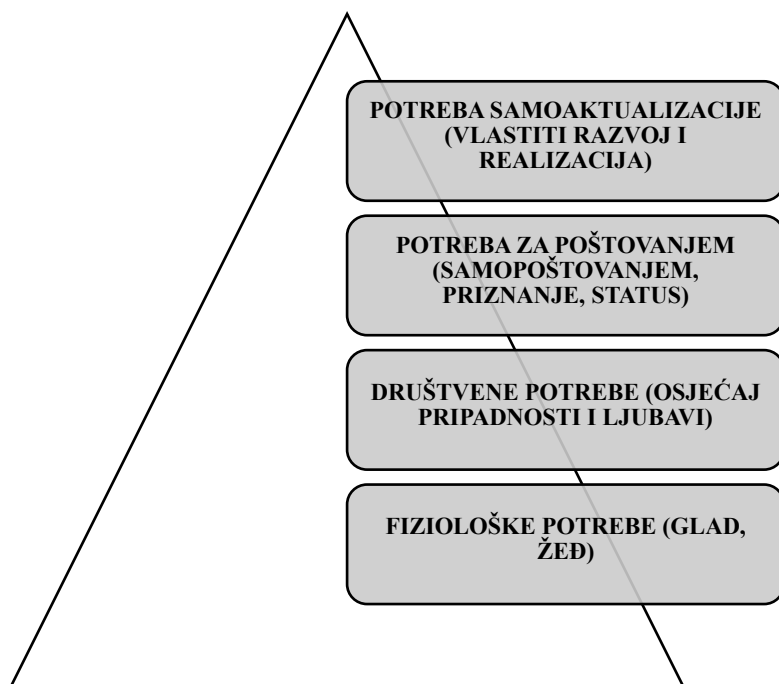 POTREBA SAMOAKTUALIZACIJE
(VLASTITI RAZVOJ I
REALIZACIJA)
POTREBA ZA POŠTOVANJEM
(SAMOPOŠTOVANJEM,
PRIZNANJE, STATUS)
DRUŠTVENE POTREBE (OSJEĆAJ
PRIPADNOSTI I LJUBAVI)
FIZIOLOŠKE POTREBE (GLAD,
ŽEĐ)